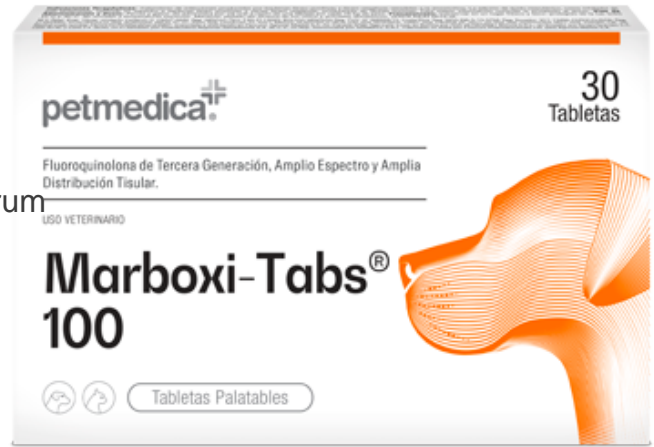 petmedica
30
Tabletas
Fluoroquinolona de Tercera Generación, Amplio Espectro y Amplia
Distribución Tisular.
rum
USO VETERINARIO
Marboxi-Tabs®
100
Tabletas Palatables